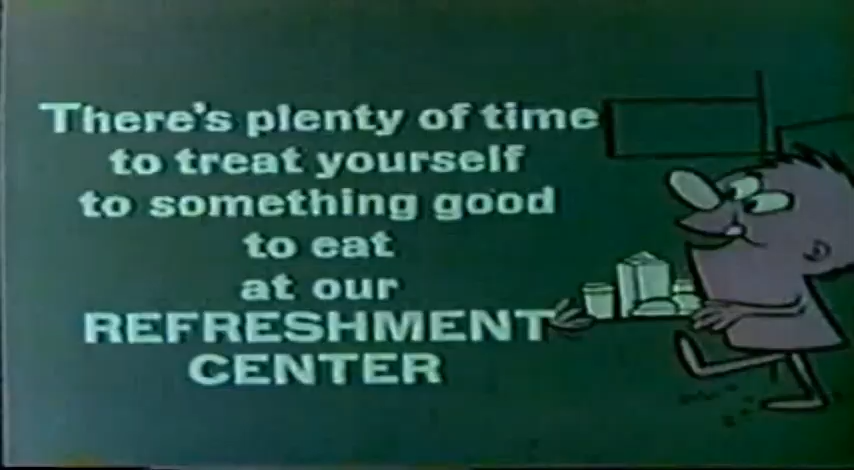 There's plenty of time
to treat yourself
to something good
to eat
at our
REFRESHMENT
CENTER